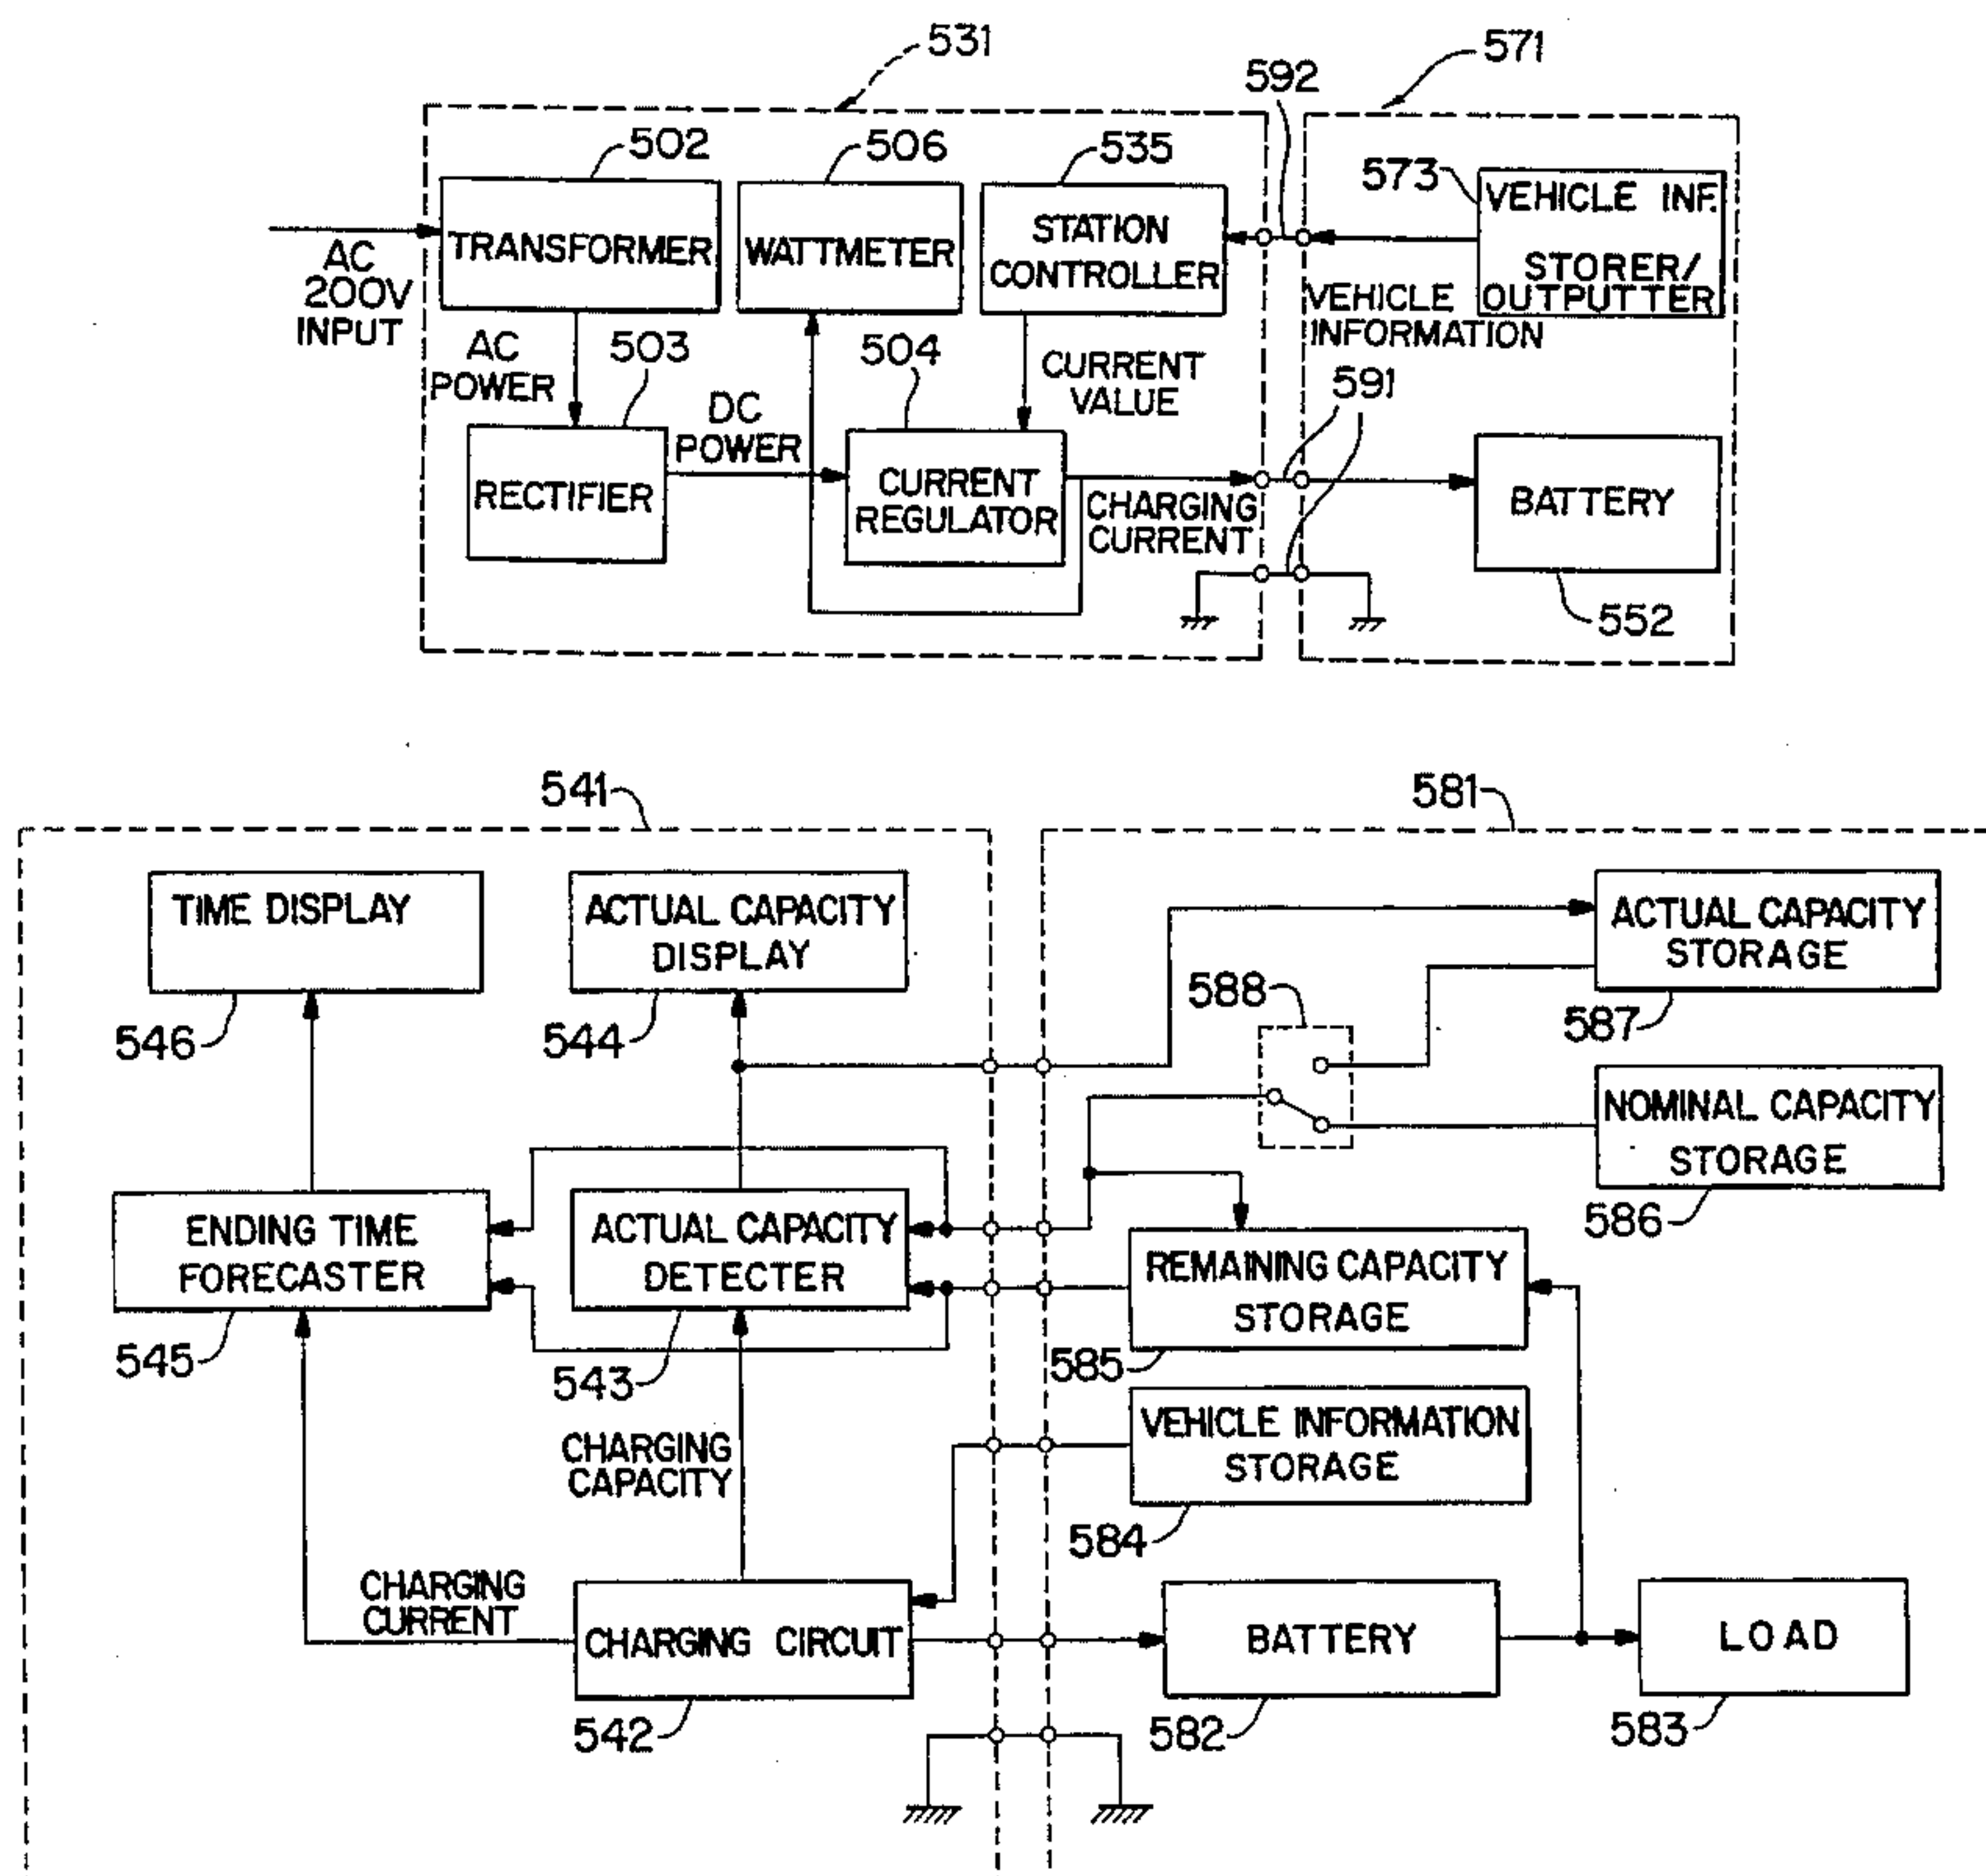 531
571
592
502
506
535
573
TRANSFORMER
WATTMETER
STATION
CONTROLLER
VEHICLE INF.
STORER/
OUTPUTTER
AC
200V
INPUT
VEHICLE
INFORMATION
AC
POWER
503
504
CURRENT
VALUE
591
DC
POWER
RECTIFIER
CURRENT
REGULATOR
CHARGING
CURRENT
BATTERY
552
541
581
TIME DISPLAY
ACTUAL CAPACITY
DISPLAY
ACTUAL CAPACITY
STORAGE
546
544
588
587
NOMINAL CAPACITY
STORAGE
586
ENDING TIME
FORECASTER
ACTUAL CAPACITY
DETECTER
REMAINING CAPACITY
STORAGE
545
543
585
VEHICLE INFORMATION
STORAGE
584
CHARGING
CAPACITY
CHARGING
CURRENT
CHARGING CIRCUIT
BATTERY
LOAD
542
582
583